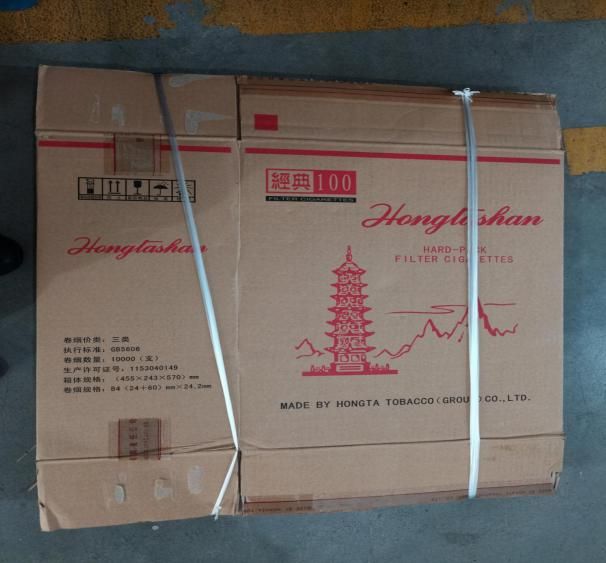 經典100
FILTER CIGARETTES
Hongtashan
HARD-PACK
FILTER CIGARETTES
MADE BY HONGTA TOBACCO(GROUP)CO.,LTD.
Hongtashan
卷烟价类：三类
执行标准：GB5606
卷烟数量：10000（支）
生产许可证号：1153040149
箱体规格：（455×243×570）mm
卷烟规格：84（24+60）mm×24.2mm